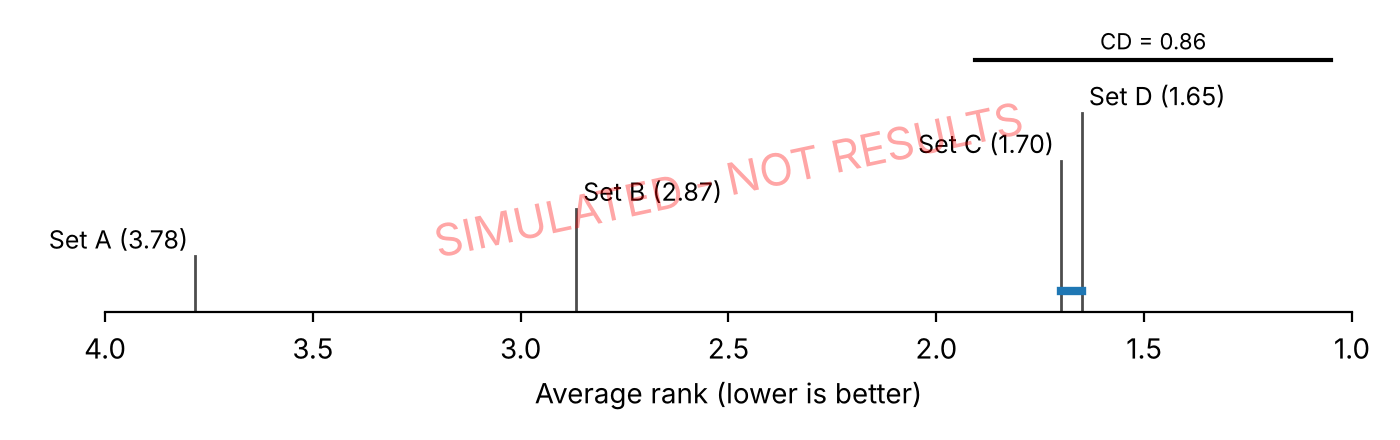 CD = 0.86
Set D (1.65)
Set C (1.70)
SIMULATED - NOT RESULTS
Set B (2.87)
Set A (3.78)
4.0 3.5 3.0 2.5 2.0 1.5 1.0
Average rank (lower is better)